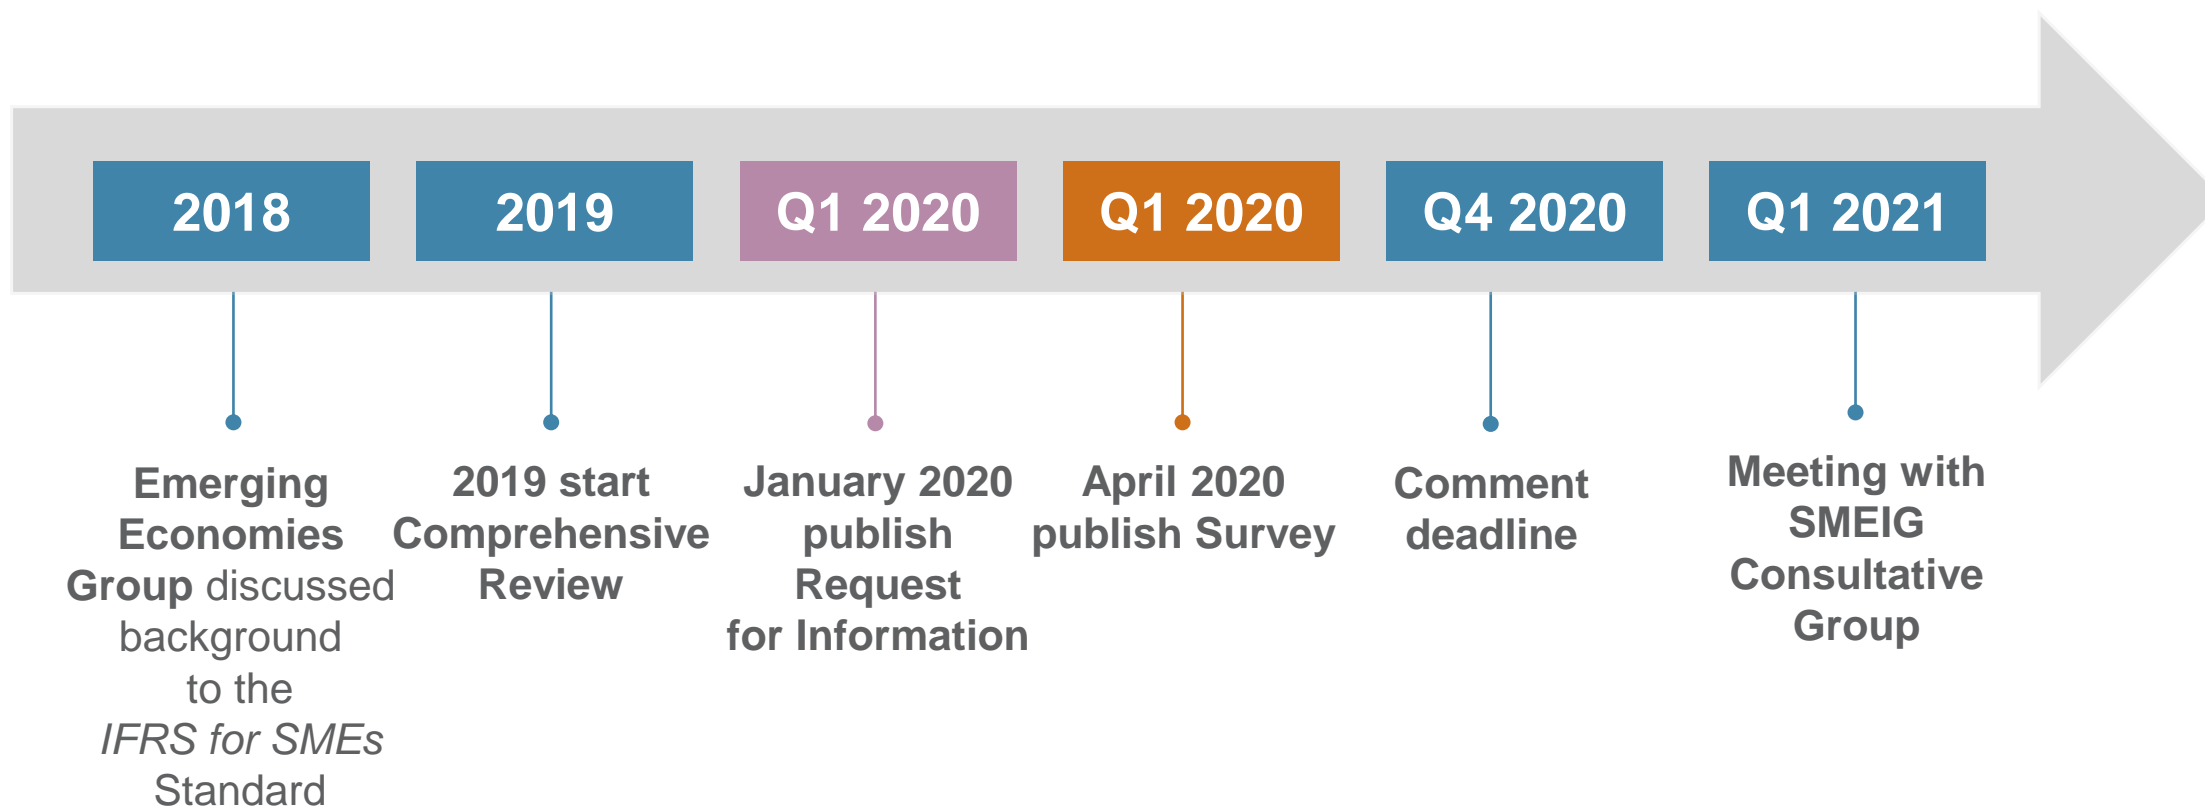 2018
2019
Q1 2020
Q1 2020
Q4 2020
Q1 2021
Emerging
Economies
Group discussed
background
to the
IFRS for SMEs
Standard
2019 start
Comprehensive
Review
January 2020
publish
Request
for Information
April 2020
publish Survey
Comment
deadline
Meeting with
SMEIG
Consultative
Group